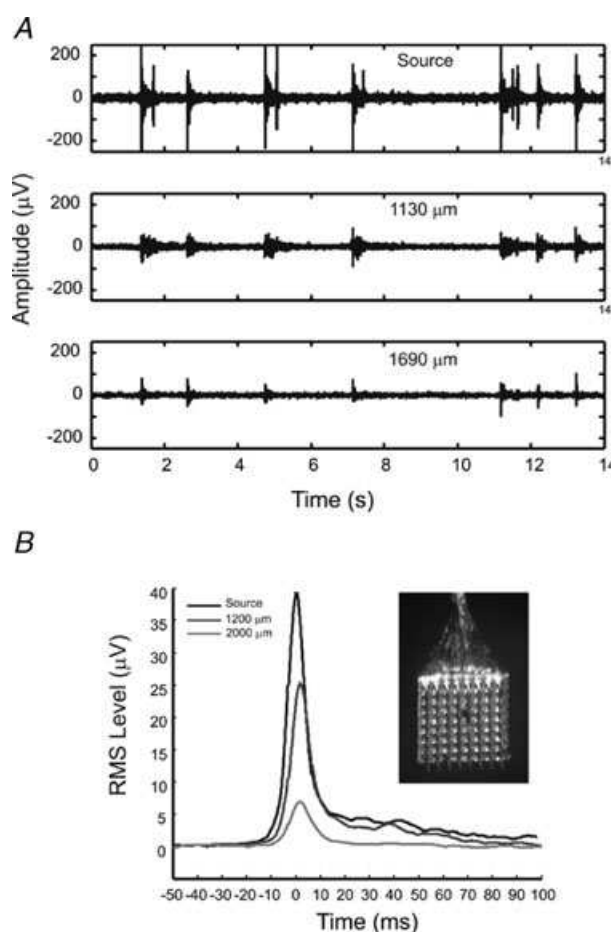 A
200
0
-200
Source
14
Amplitude (μV)
200
0
-200
1130 μm
14
200
0
-200
1690 μm
0 2 4 6 8 10 12 14
Time (s)
B
40
35
25
20
15
10
5
0
RMS Level (μV)
Source
1200 μm
2000 μm
-50 -40 -30 -20 -10 0 10 20 30 40 50 60 70 80 90 100
Time (ms)